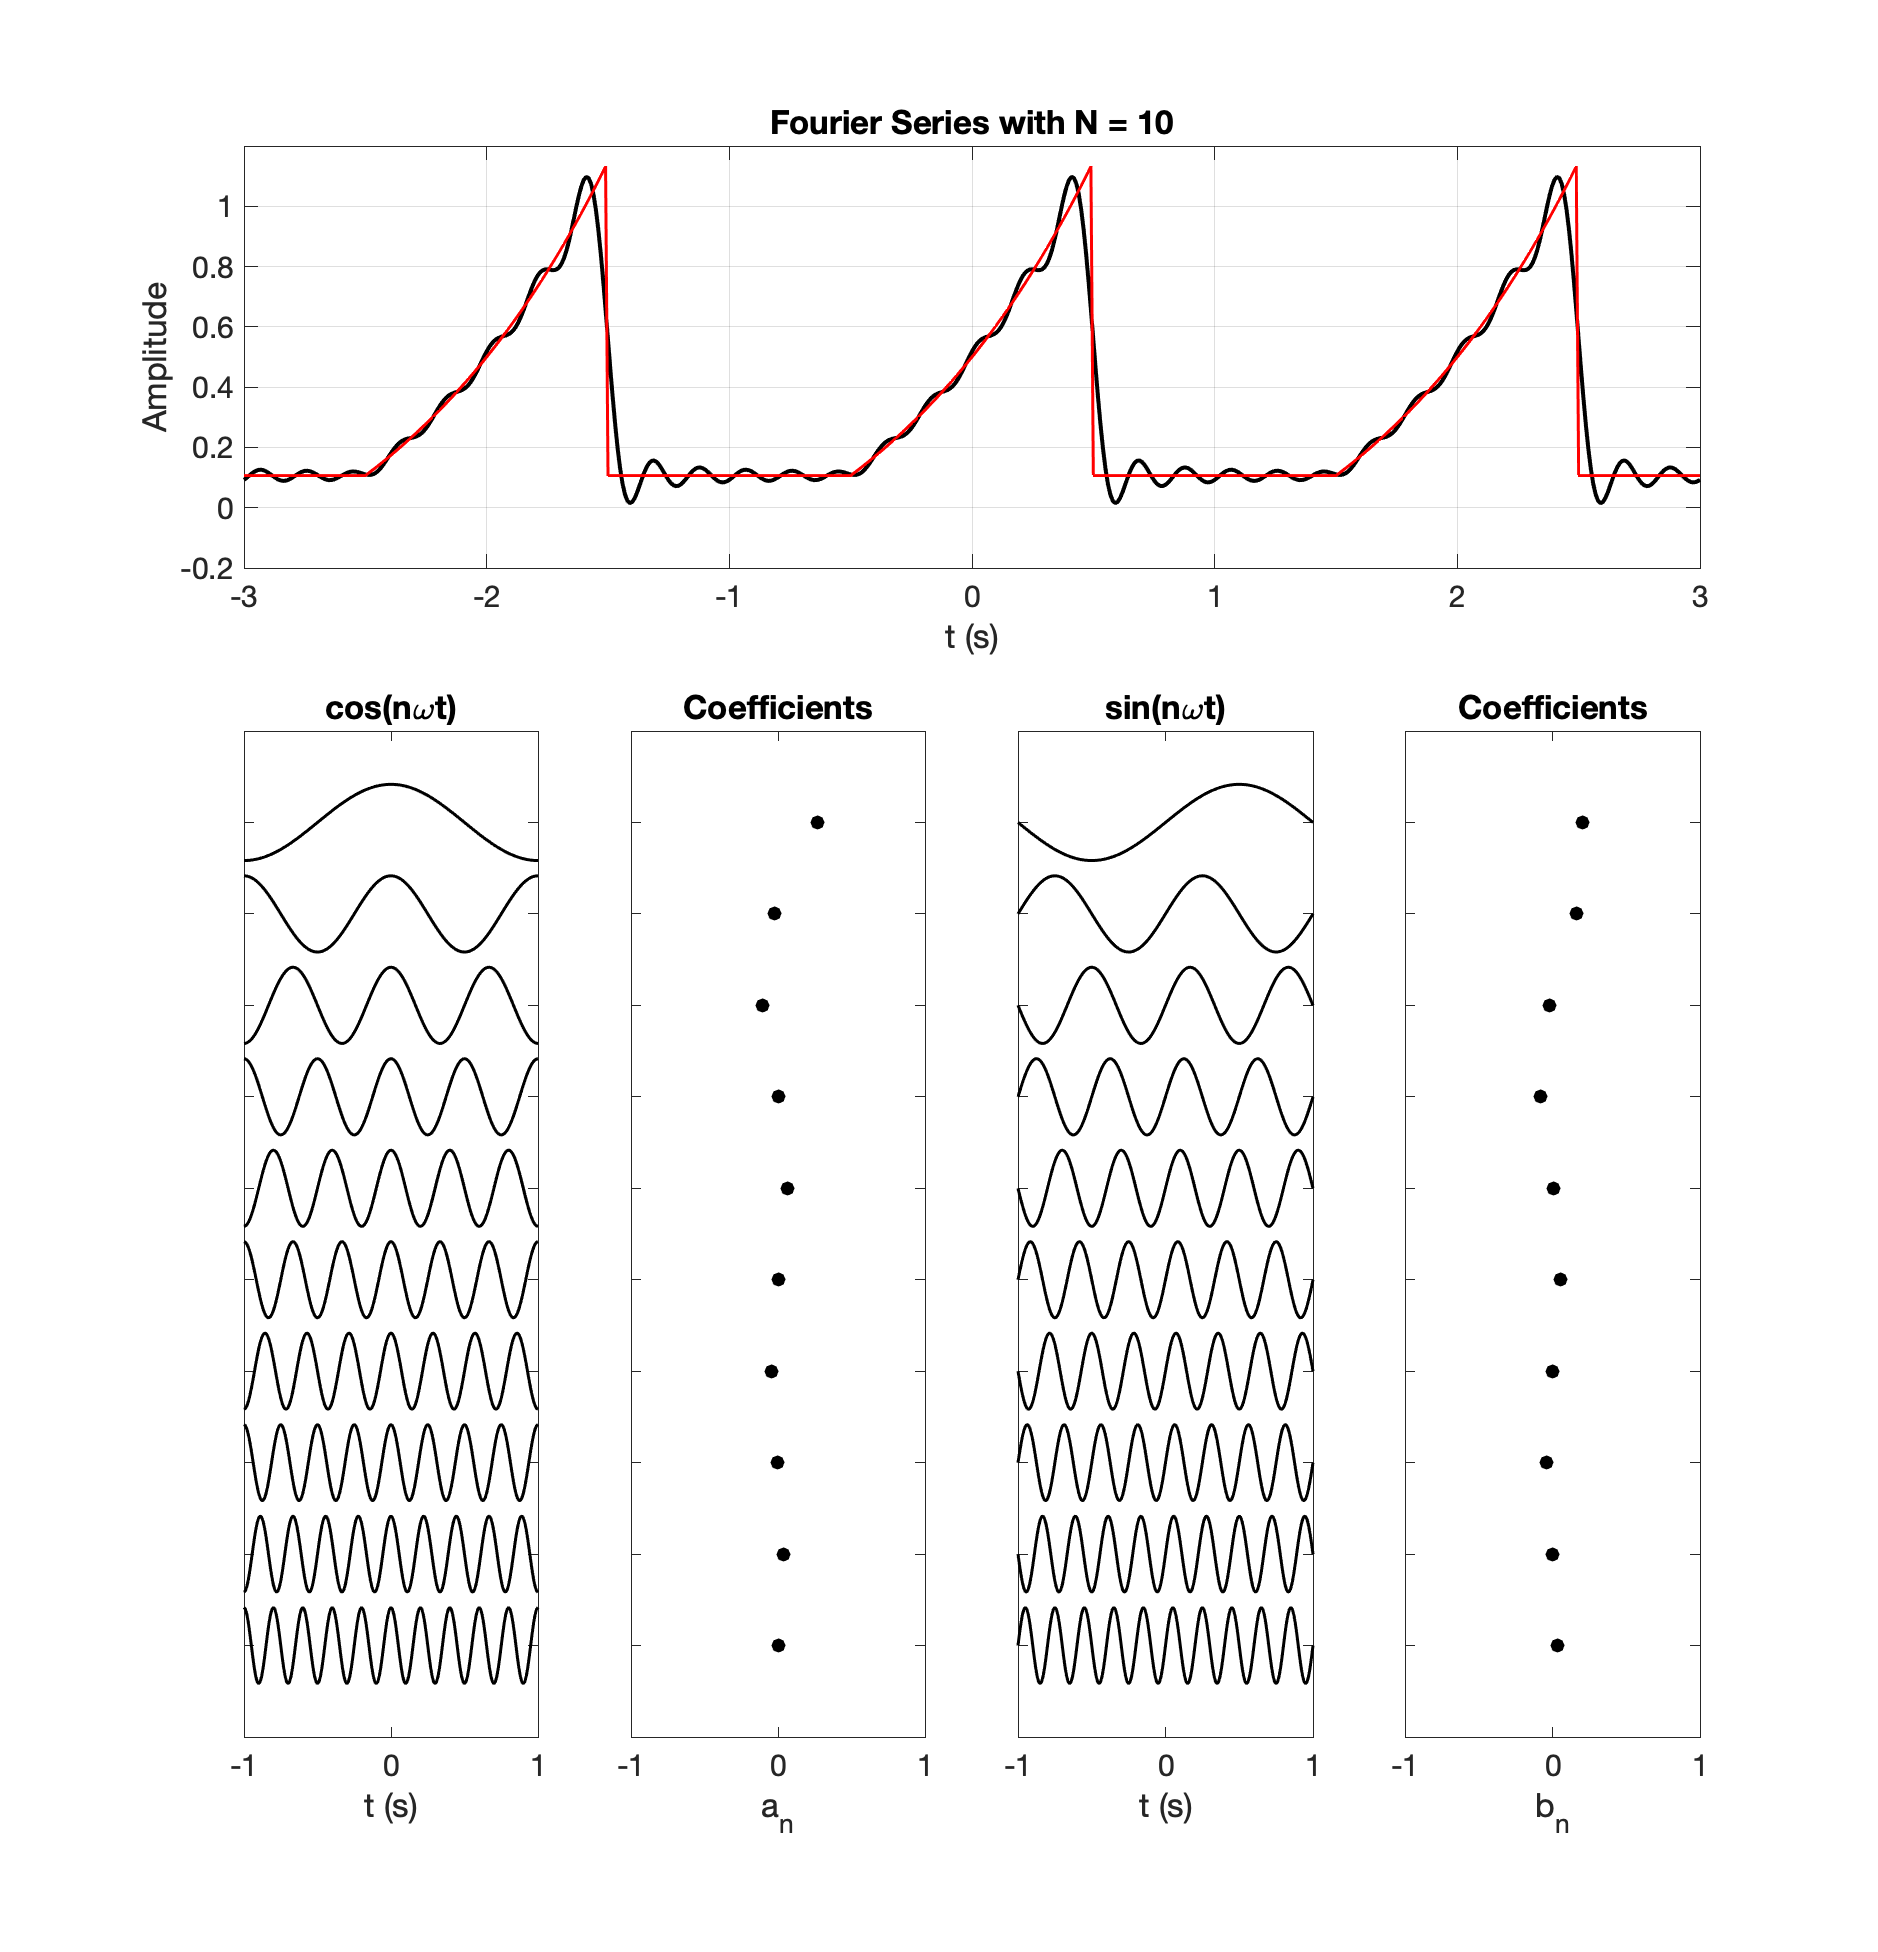 Fourier Series with N = 10
Amplitude
1
0.8
0.6
0.4
0.2
0
-0.2
-3 -2 -1 0 1 2 3
t (s)
cos(nωt) Coefficients sin(nωt) Coefficients
-1 0 1 -1 0 1 -1 0 1 -1 0 1
t (s) a_n t (s) b_n